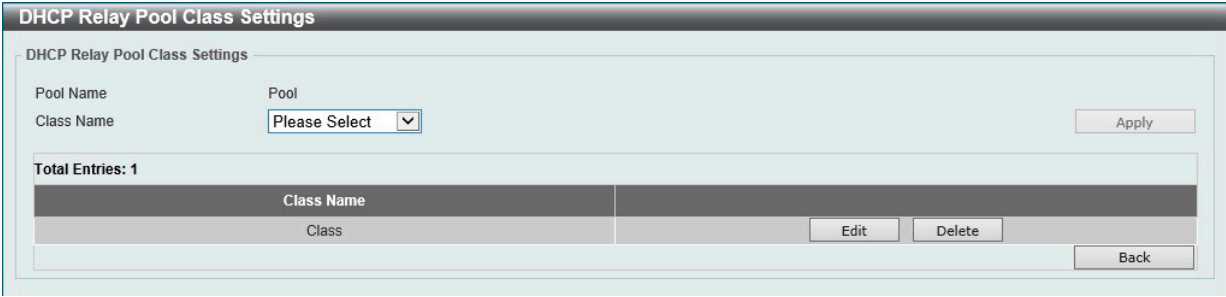 DHCP Relay Pool Class Settings
DHCP Relay Pool Class Settings
Pool Name Pool
Class Name Please Select Apply
Total Entries: 1
Class Name
Class Edit Delete
Back